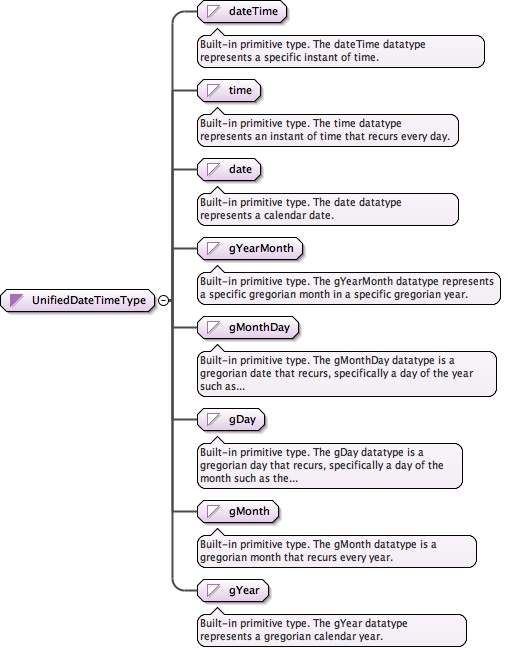 dateTime
Built-in primitive type. The dateTime datatype
represents a specific instant of time.
time
Built-in primitive type. The time datatype
represents an instant of time that recurs every day.
date
Built-in primitive type. The date datatype
represents a calendar date.
gYearMonth
Built-in primitive type. The gYearMonth datatype represents
a specific gregorian month in a specific gregorian year.
UnifiedDateTimeType
gMonthDay
Built-in primitive type. The gMonthDay datatype is a
gregorian date that recurs, specifically a day of the year
such as...
gDay
Built-in primitive type. The gDay datatype is a
gregorian day that recurs, specifically a day of the
month such as the...
gMonth
Built-in primitive type. The gMonth datatype is a
gregorian month that recurs every year.
gYear
Built-in primitive type. The gYear datatype
represents a gregorian calendar year.